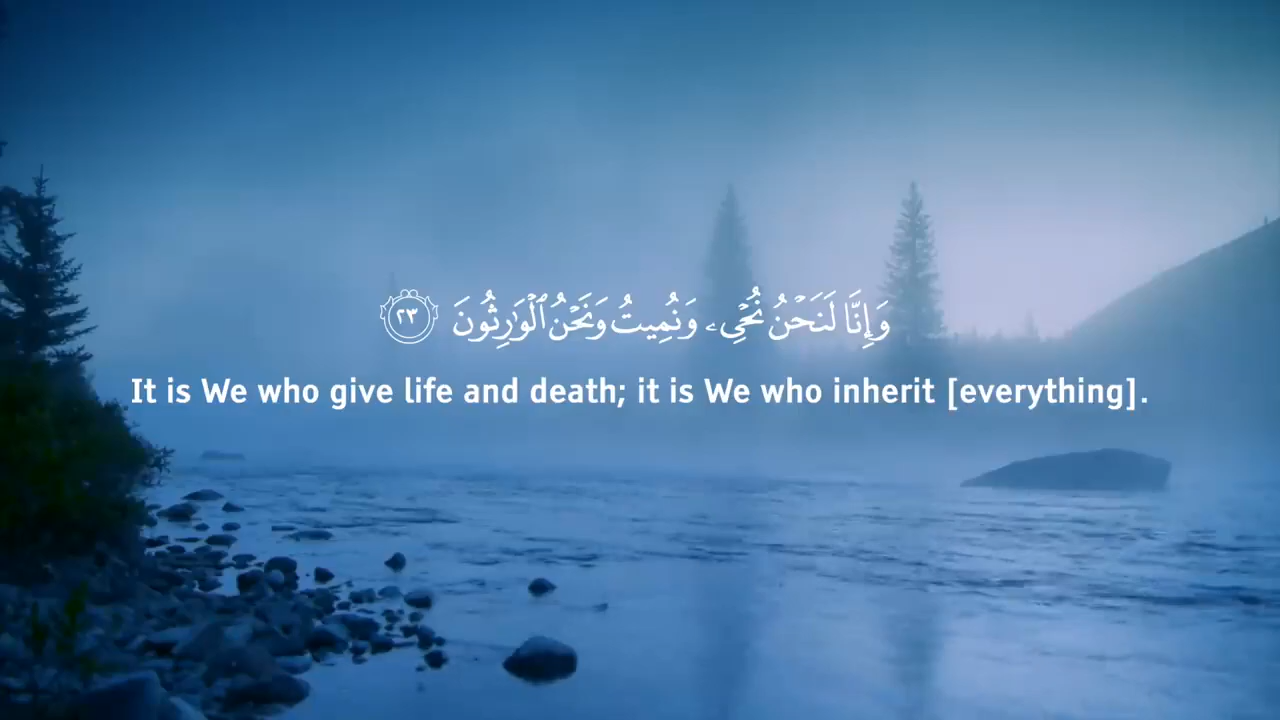 وَإِنَّا لَنَحْنُ نُحْىِۦ وَنُمِيتُ وَنَحْنُ ٱلْوَٰرِثُونَ ٢٣
It is We who give life and death; it is We who inherit [everything].